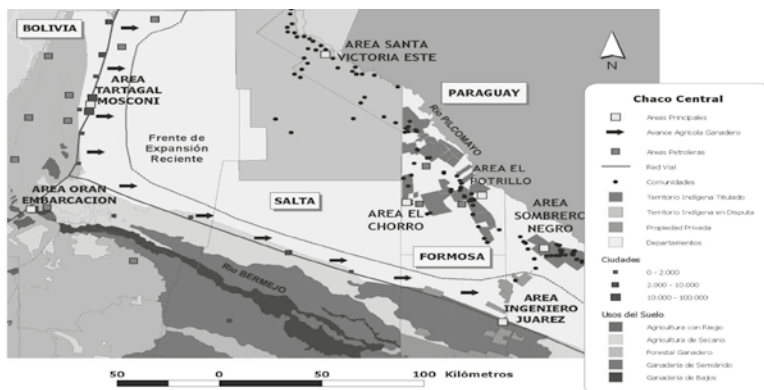 BOLIVIA
AREA SANTA
VICTORIA ESTE
N
AREA
TARTAGAL
MOSCONI
PARAGUAY
Río PILCOMAYO
Frente de
Expansión
Reciente
AREA EL
POTRILLO
AREA ORAN
EMBARCACION
SALTA
AREA EL
CHORRO
AREA
SOMBRERO
NEGRO
FORMOSA
Río BERMEJO
AREA
INGENIERO
JUAREZ
50 0 50 100 Kilómetros
Chaco Central
Areas Principales
Avance Agrícola Ganadero
Areas Petroleras
Red Vial
Comunidades
Territorio Indígena Titulado
Territorio Indígena en Disputa
Propiedad Privada
Departamentos
Ciudades
0 - 2.000
2.000 - 10.000
10.000 - 100.000
Usos del Suelo
Agricultura con Riego
Agricultura de Secano
Forestal Ganadero
Ganadería de Semiárido
Ganadería de Bajos